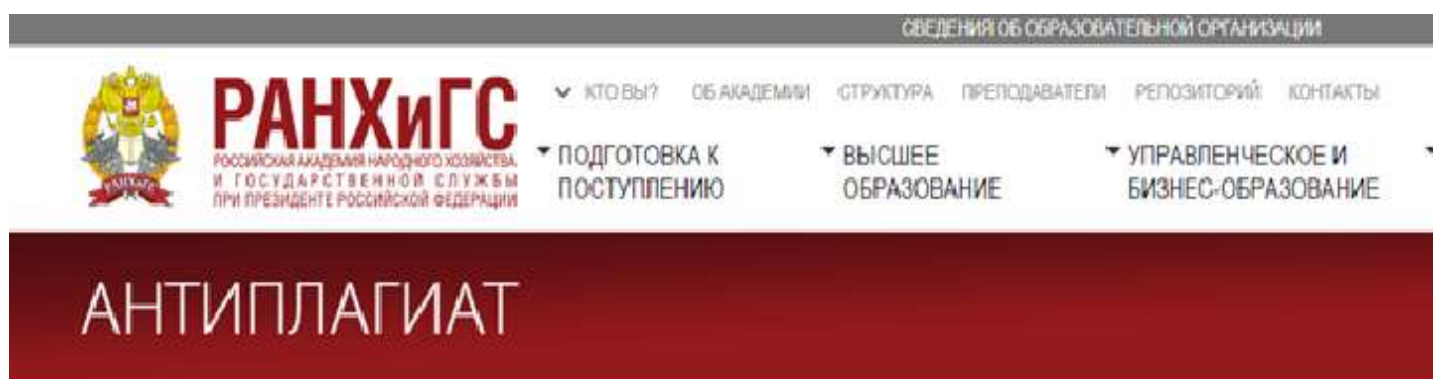 СВЕДЕНИЯ ОБ ОБРАЗОВАТЕЛЬНОЙ ОРГАНИЗАЦИИ
РАНХиГС
РОССИЙСКАЯ АКАДЕМИЯ НАРОДНОГО ХОЗЯЙСТВА
И ГОСУДАРСТВЕННОЙ СЛУЖБЫ
ПРИ ПРЕЗИДЕНТЕ РОССИЙСКОЙ ФЕДЕРАЦИИ
РАНХиГС
КТО ВЫ? ОБ АКАДЕМИИ СТРУКТУРА ПРЕПОДАВАТЕЛИ РЕПОЗИТОРИЙ КОНТАКТЫ
ПОДГОТОВКА К
ПОСТУПЛЕНИЮ
ВЫСШЕЕ
ОБРАЗОВАНИЕ
УПРАВЛЕНЧЕСКОЕ И
БИЗНЕС-ОБРАЗОВАНИЕ
АНТИПЛАГИАТ